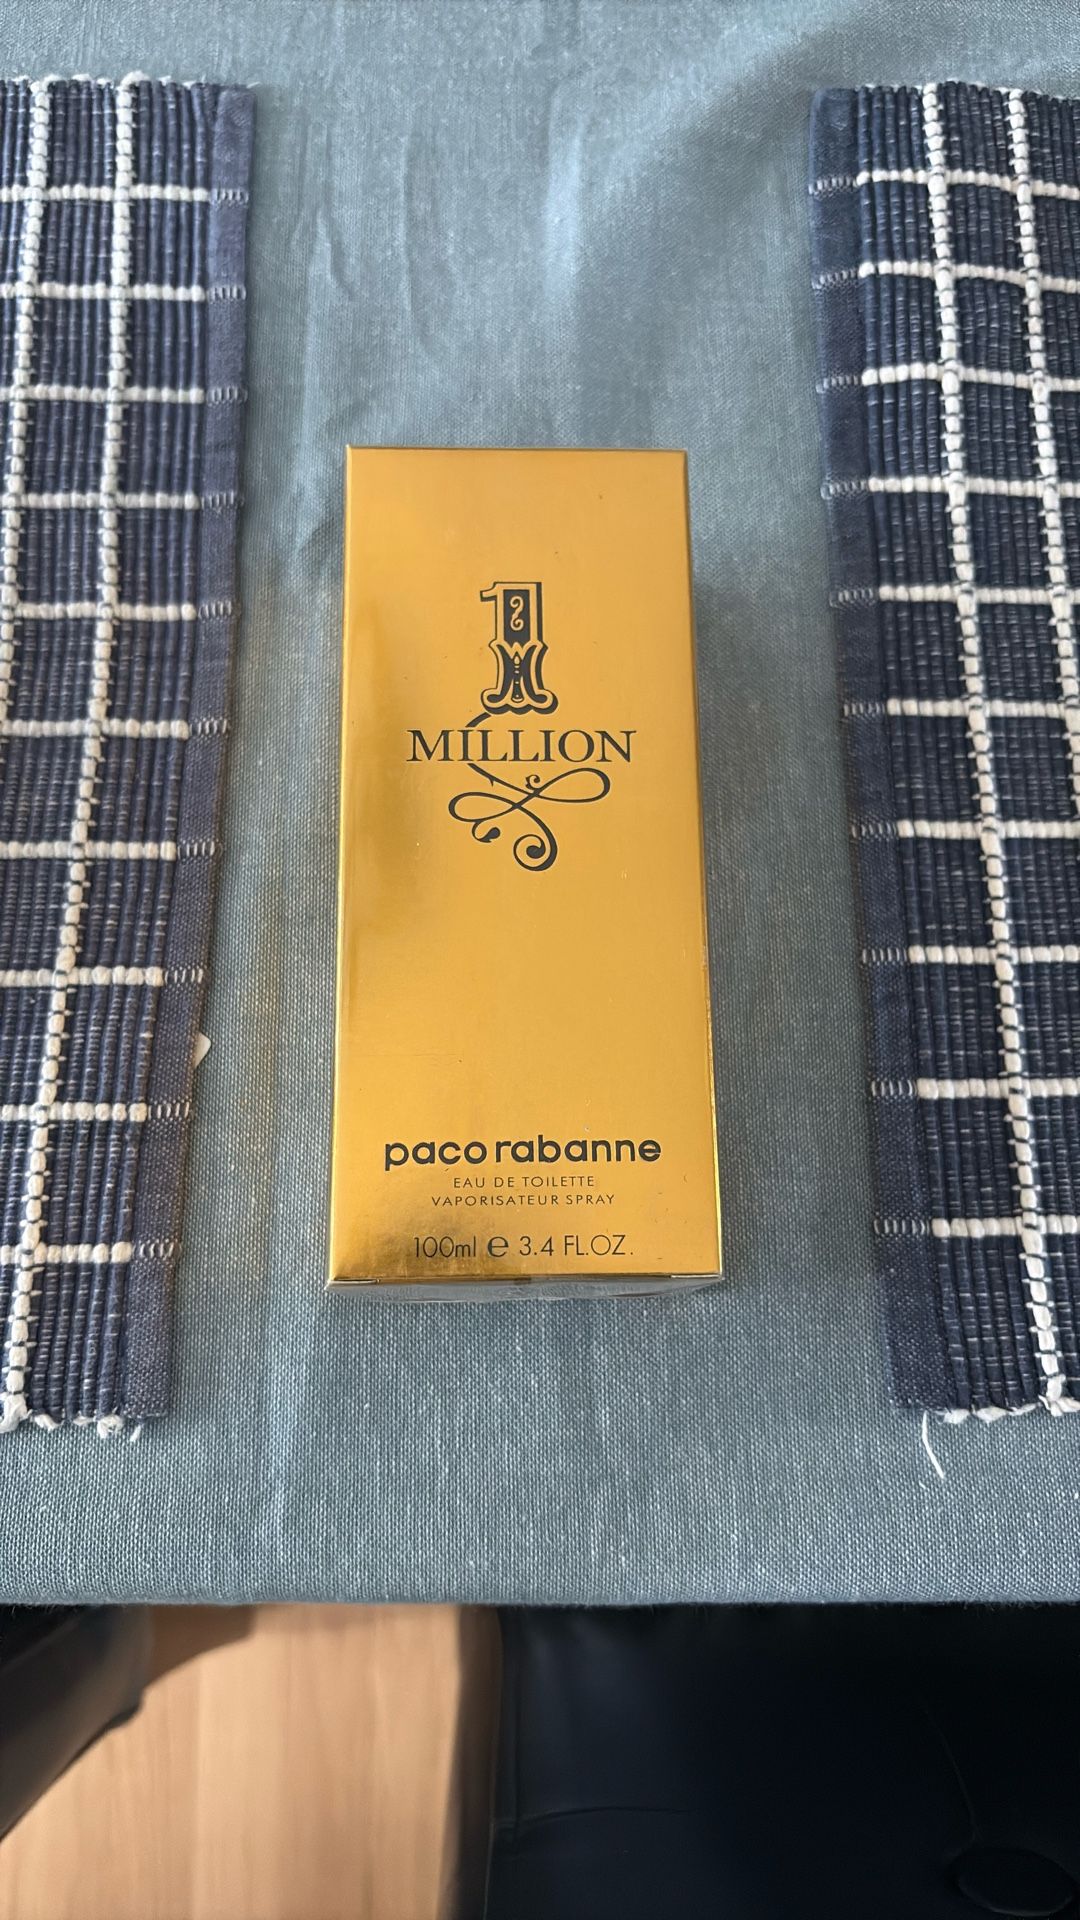 1
MILLION
paco rabanne
EAU DE TOILETTE
VAPORISATEUR SPRAY
100ml ℮ 3.4 FL.OZ.